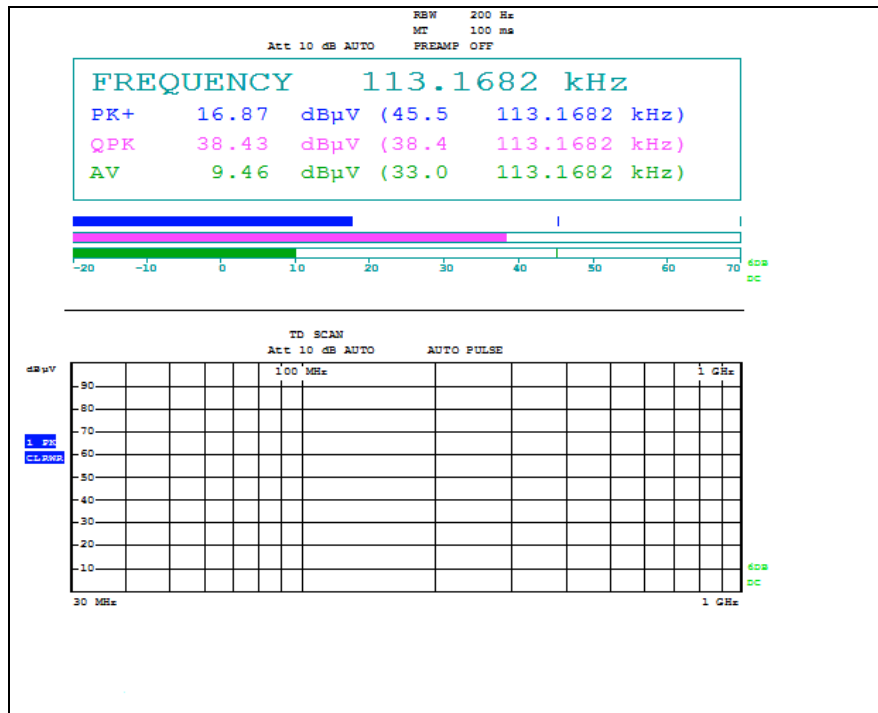 RBW 200 Hz
MT 100 ms
Att 10 dB AUTO PREAMP OFF
FREQUENCY 113.1682 kHz
PK+ 16.87 dBµV (45.5 113.1682 kHz)
QPK 38.43 dBµV (38.4 113.1682 kHz)
AV 9.46 dBµV (33.0 113.1682 kHz)
-20 -10 0 10 20 30 40 50 60 70
6DB
DC
TD SCAN
Att 10 dB AUTO AUTO PULSE
dBµV
100 MHz 1 GHz
90
80
70
1 PK
60
CLRWR
50
40
30
20
10
6DB
DC
30 MHz 1 GHz